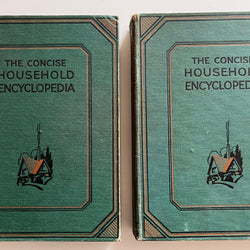 THE CONCISE
HOUSEHOLD
ENCYCLOPEDIA
THE CONCISE
HOUSEHOLD
ENCYCLOPEDIA